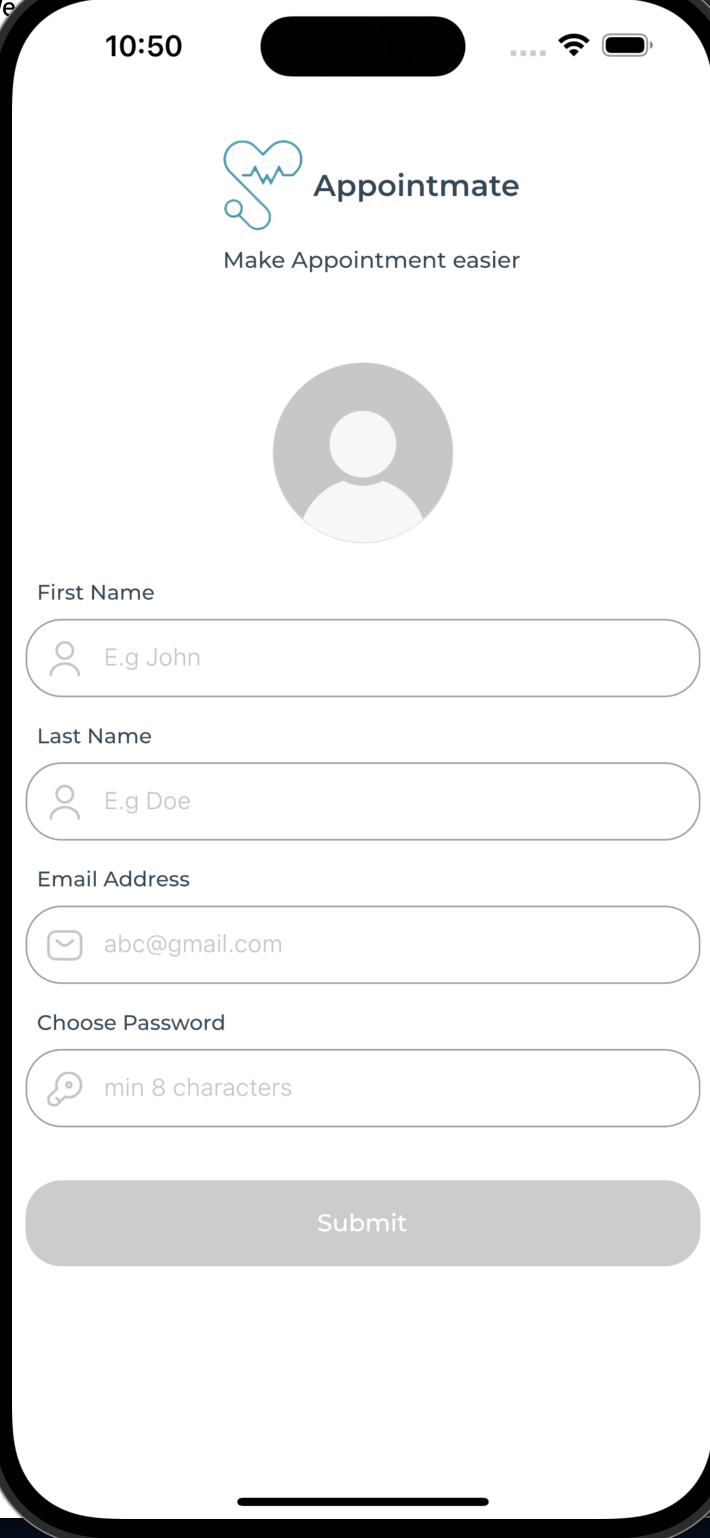 10:50
Appointmate
Make Appointment easier
First Name
E.g John
Last Name
E.g Doe
Email Address
abc@gmail.com
Choose Password
min 8 characters
Submit